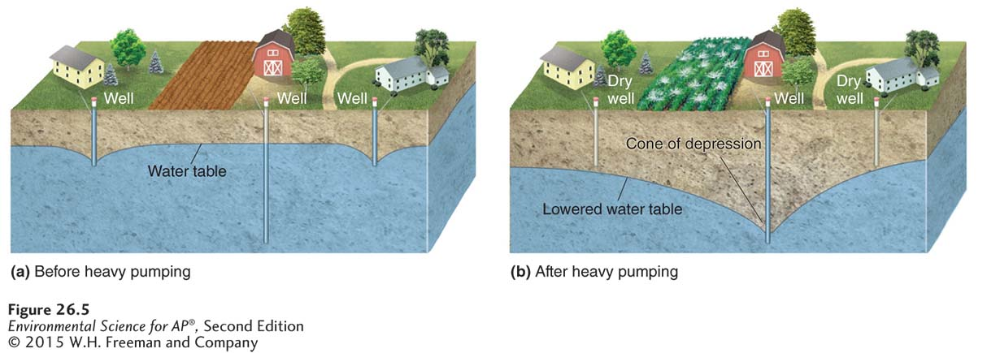 Well
Well
Well
Water table
(a) Before heavy pumping
Dry
well
Well
Dry
well
Cone of depression
Lowered water table
(b) After heavy pumping
Figure 26.5
Environmental Science for AP®, Second Edition
© 2015 W.H. Freeman and Company